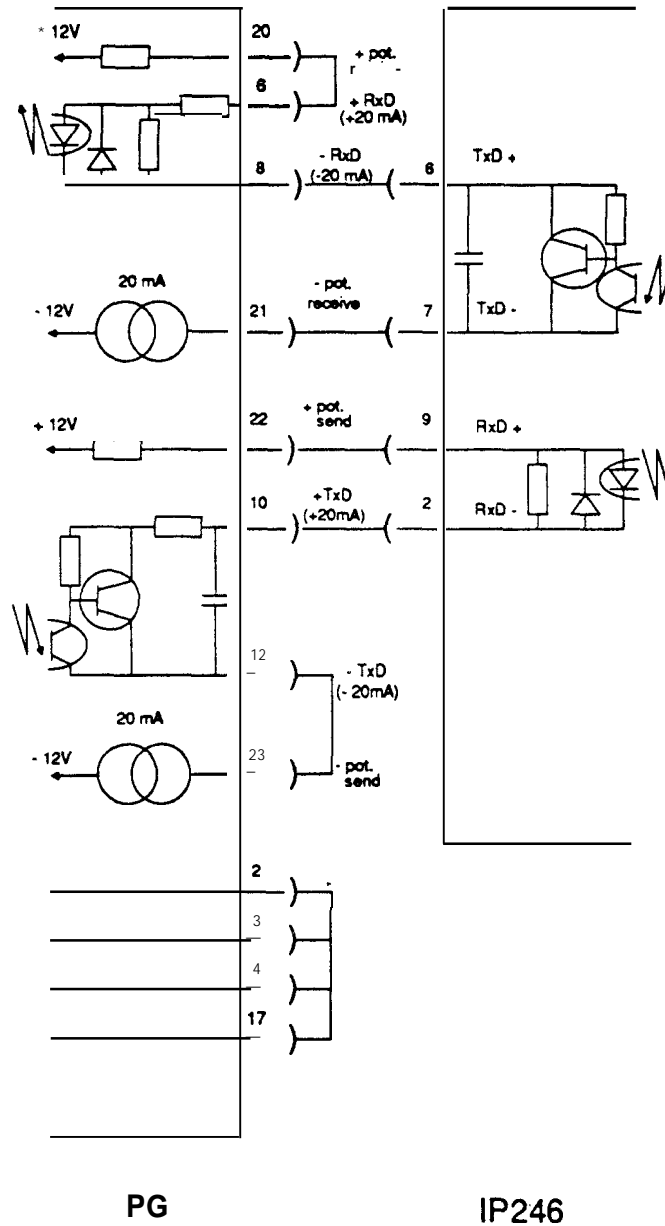 * 12V
20
+ pot.
6
+ RxD
(+20 mA)
8
- RxD
(-20 mA)
6
TxD +
20 mA
- 12V
21
- pot.
receive
7
TxD -
+ 12V
22
+ pot.
send
9
RxD +
10
+TxD
(+20mA)
2
RxD -
12
- TxD
(- 20mA)
20 mA
- 12V
23
- pot.
send
2
3
4
17
PG
IP246